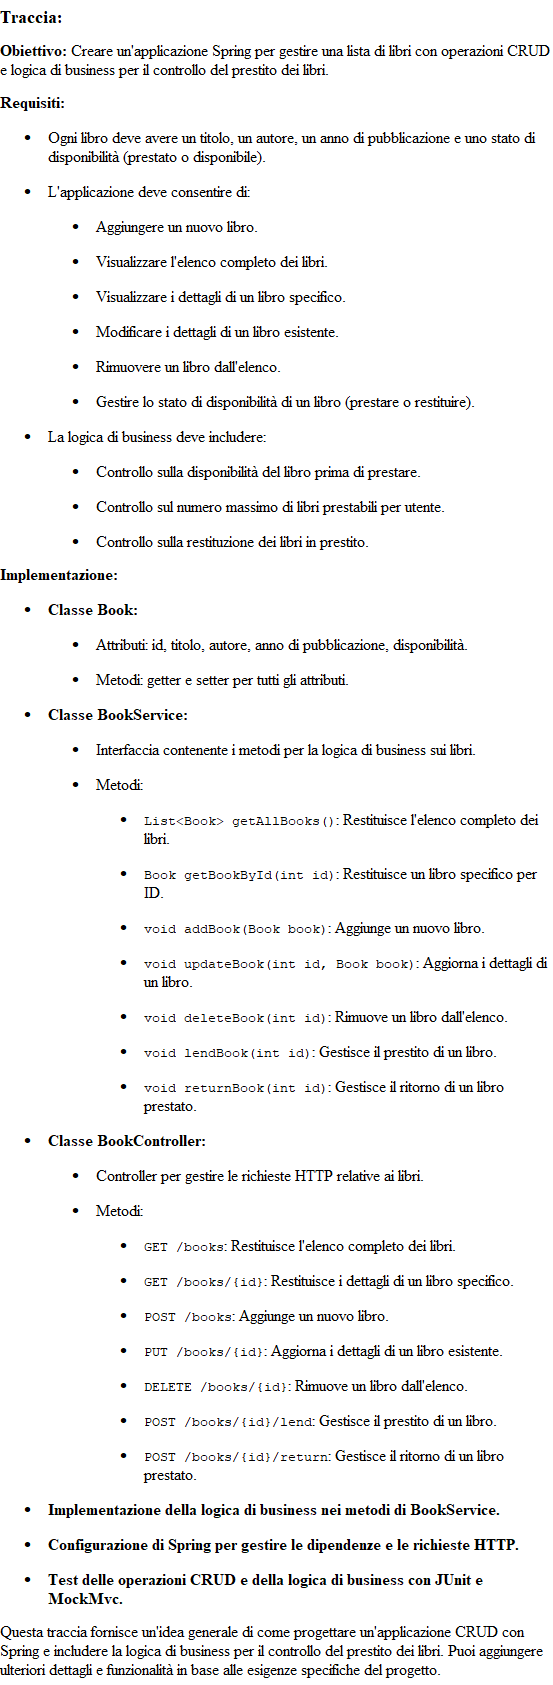 Traccia:
Obiettivo: Creare un'applicazione Spring per gestire una lista di libri con operazioni CRUD
e logica di business per il controllo del prestito dei libri.
Requisiti:
• Ogni libro deve avere un titolo, un autore, un anno di pubblicazione e uno stato di
disponibilità (prestato o disponibile).
• L'applicazione deve consentire di:
• Aggiungere un nuovo libro.
• Visualizzare l'elenco completo dei libri.
• Visualizzare i dettagli di un libro specifico.
• Modificare i dettagli di un libro esistente.
• Rimuovere un libro dall'elenco.
• Gestire lo stato di disponibilità di un libro (prestare o restituire).
• La logica di business deve includere:
• Controllo sulla disponibilità del libro prima di prestare.
• Controllo sul numero massimo di libri prestabili per utente.
• Controllo sulla restituzione dei libri in prestito.
Implementazione:
• Classe Book:
• Attributi: id, titolo, autore, anno di pubblicazione, disponibilità.
• Metodi: getter e setter per tutti gli attributi.
• Classe BookService:
• Interfaccia contenente i metodi per la logica di business sui libri.
• Metodi:
• List<Book> getAllBooks(): Restituisce l'elenco completo dei
libri.
• Book getBookById(int id): Restituisce un libro specifico per
ID.
• void addBook(Book book): Aggiunge un nuovo libro.
• void updateBook(int id, Book book): Aggiorna i dettagli di
un libro.
• void deleteBook(int id): Rimuove un libro dall'elenco.
• void lendBook(int id): Gestisce il prestito di un libro.
• void returnBook(int id): Gestisce il ritorno di un libro
prestato.
• Classe BookController:
• Controller per gestire le richieste HTTP relative ai libri.
• Metodi:
• GET /books: Restituisce l'elenco completo dei libri.
• GET /books/{id}: Restituisce i dettagli di un libro specifico.
• POST /books: Aggiunge un nuovo libro.
• PUT /books/{id}: Aggiorna i dettagli di un libro esistente.
• DELETE /books/{id}: Rimuove un libro dall'elenco.
• POST /books/{id}/lend: Gestisce il prestito di un libro.
• POST /books/{id}/return: Gestisce il ritorno di un libro
prestato.
• Implementazione della logica di business nei metodi di BookService.
• Configurazione di Spring per gestire le dipendenze e le richieste HTTP.
• Test delle operazioni CRUD e della logica di business con JUnit e
MockMvc.
Questa traccia fornisce un'idea generale di come progettare un'applicazione CRUD con
Spring e includere la logica di business per il controllo del prestito dei libri. Puoi aggiungere
ulteriori dettagli e funzionalità in base alle esigenze specifiche del progetto.